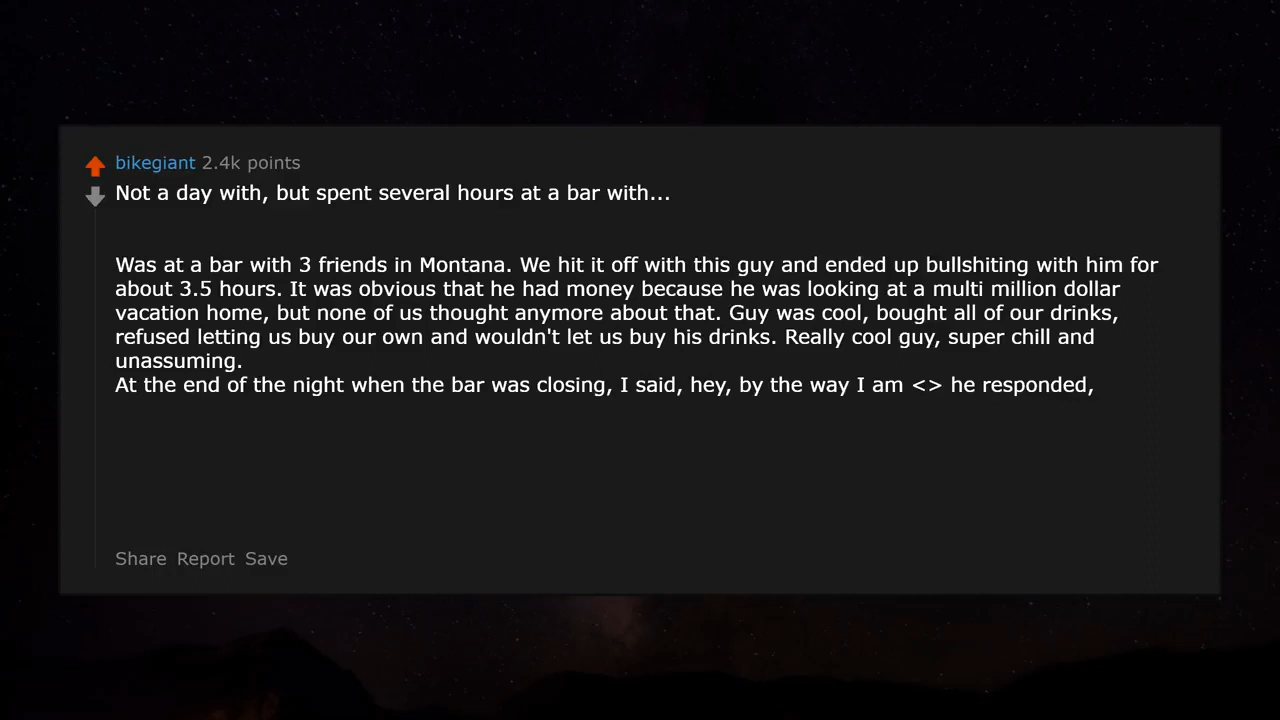 bikegiant 2.4k points
Not a day with, but spent several hours at a bar with...
Was at a bar with 3 friends in Montana. We hit it off with this guy and ended up bullshiting with him for
about 3.5 hours. It was obvious that he had money because he was looking at a multi million dollar
vacation home, but none of us thought anymore about that. Guy was cool, bought all of our drinks,
refused letting us buy our own and wouldn't let us buy his drinks. Really cool guy, super chill and
unassuming.
At the end of the night when the bar was closing, I said, hey, by the way I am <> he responded,
Share Report Save